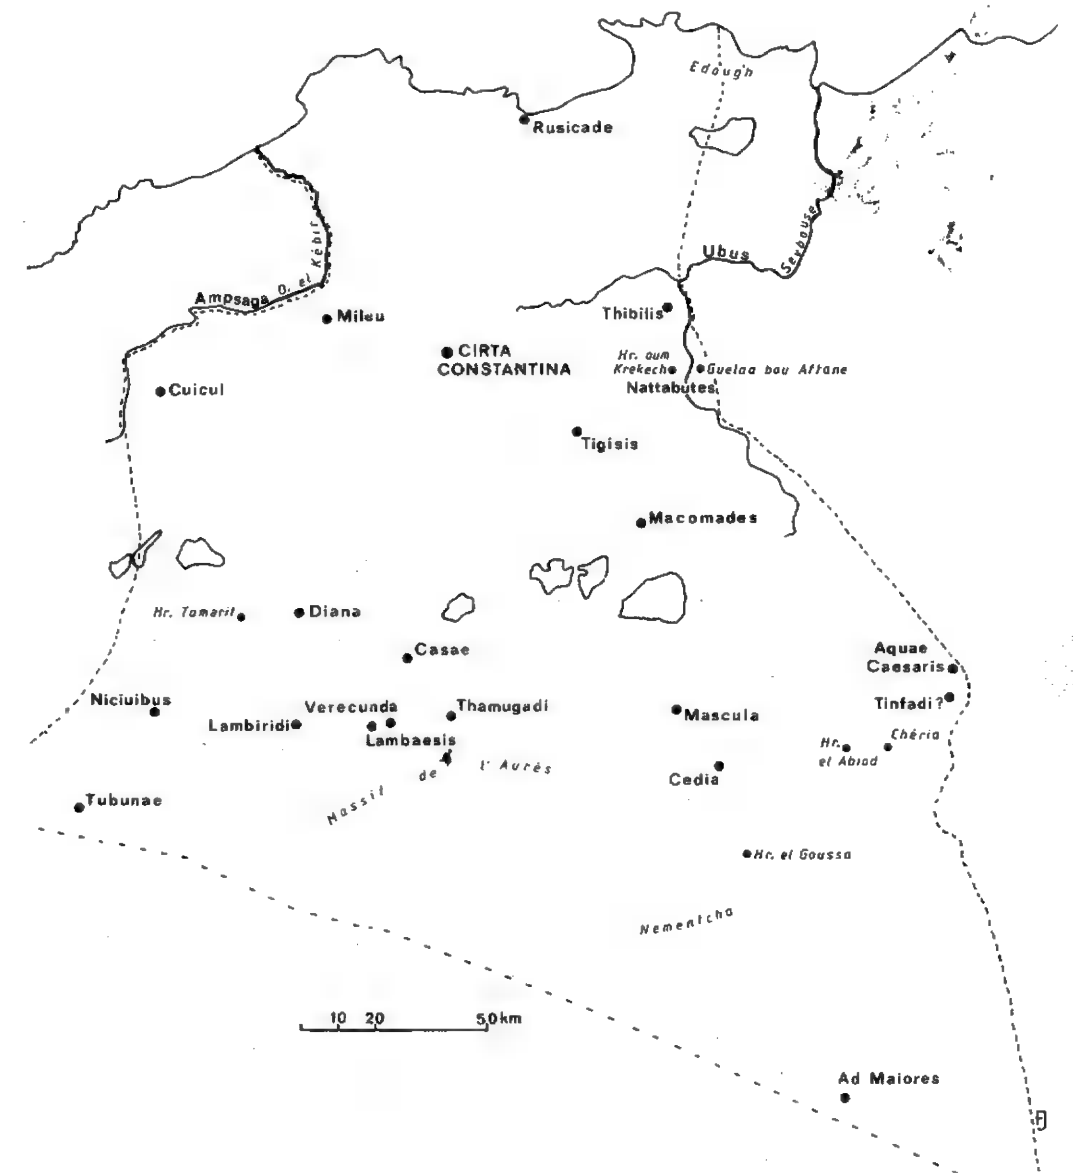 Edough
Rusicade
Ubus
Seybouse
Ampsaga O. el Kébir
Mileu
Thibilis
CIRTA
CONSTANTINA
Hr. oum
Krekech
Guelaa bou Aftane
Nattabutes
Cuicul
Tigisis
Macomades
Hr. Tamarit
Diana
Casae
Aquae
Caesaris
Niciuibus
Verecunda
Thamugadi
Tinfadi?
Lambiridi
Lambaesis
Mascula
Chéria
Hr.
el Abiod
Massif de l'Aurès
Cedia
Tubunae
Hr. el Goussa
Nementcha
10 20 50km
Ad Maiores